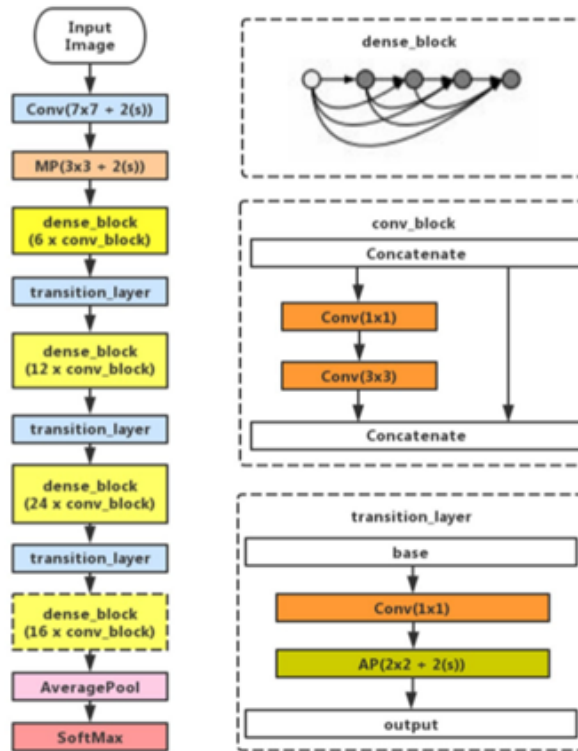 Input
Image
Conv(7x7 + 2(s))
MP(3x3 + 2(s))
dense_block
(6 x conv_block)
transition_layer
dense_block
(12 x conv_block)
transition_layer
dense_block
(24 x conv_block)
transition_layer
dense_block
(16 x conv_block)
AveragePool
SoftMax
dense_block
conv_block
Concatenate
Conv(1x1)
Conv(3x3)
Concatenate
transition_layer
base
Conv(1x1)
AP(2x2 + 2(s))
output